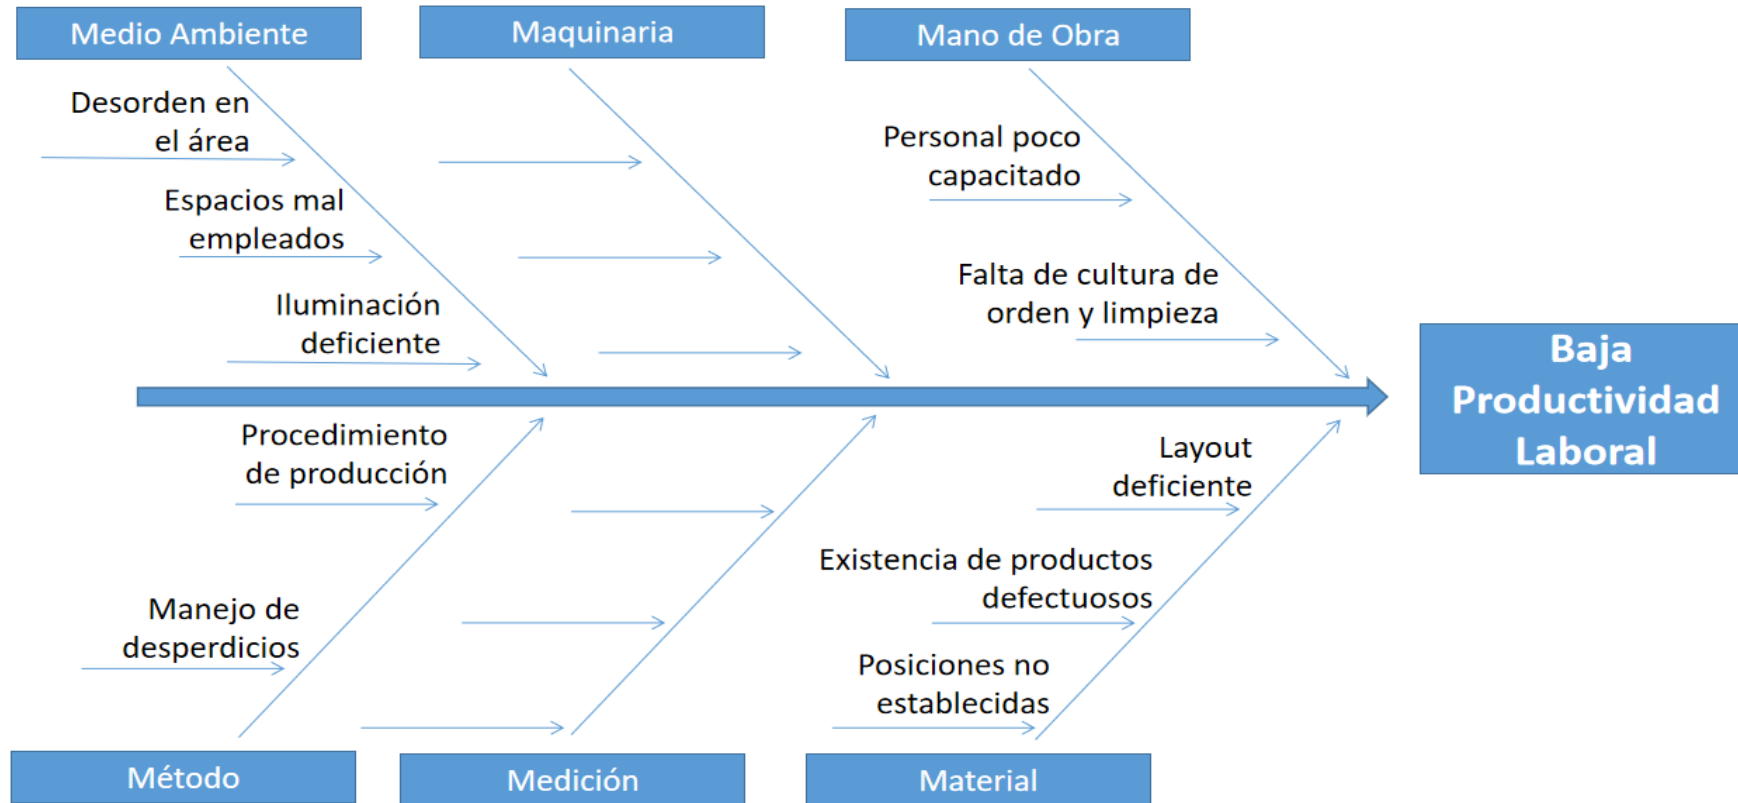 Medio Ambiente
Maquinaria
Mano de Obra
Desorden en
el área
Espacios mal
empleados
Iluminación
deficiente
Personal poco
capacitado
Falta de cultura de
orden y limpieza
Baja
Productividad
Laboral
Procedimiento
de producción
Manejo de
desperdicios
Layout
deficiente
Existencia de productos
defectuosos
Posiciones no
establecidas
Método
Medición
Material